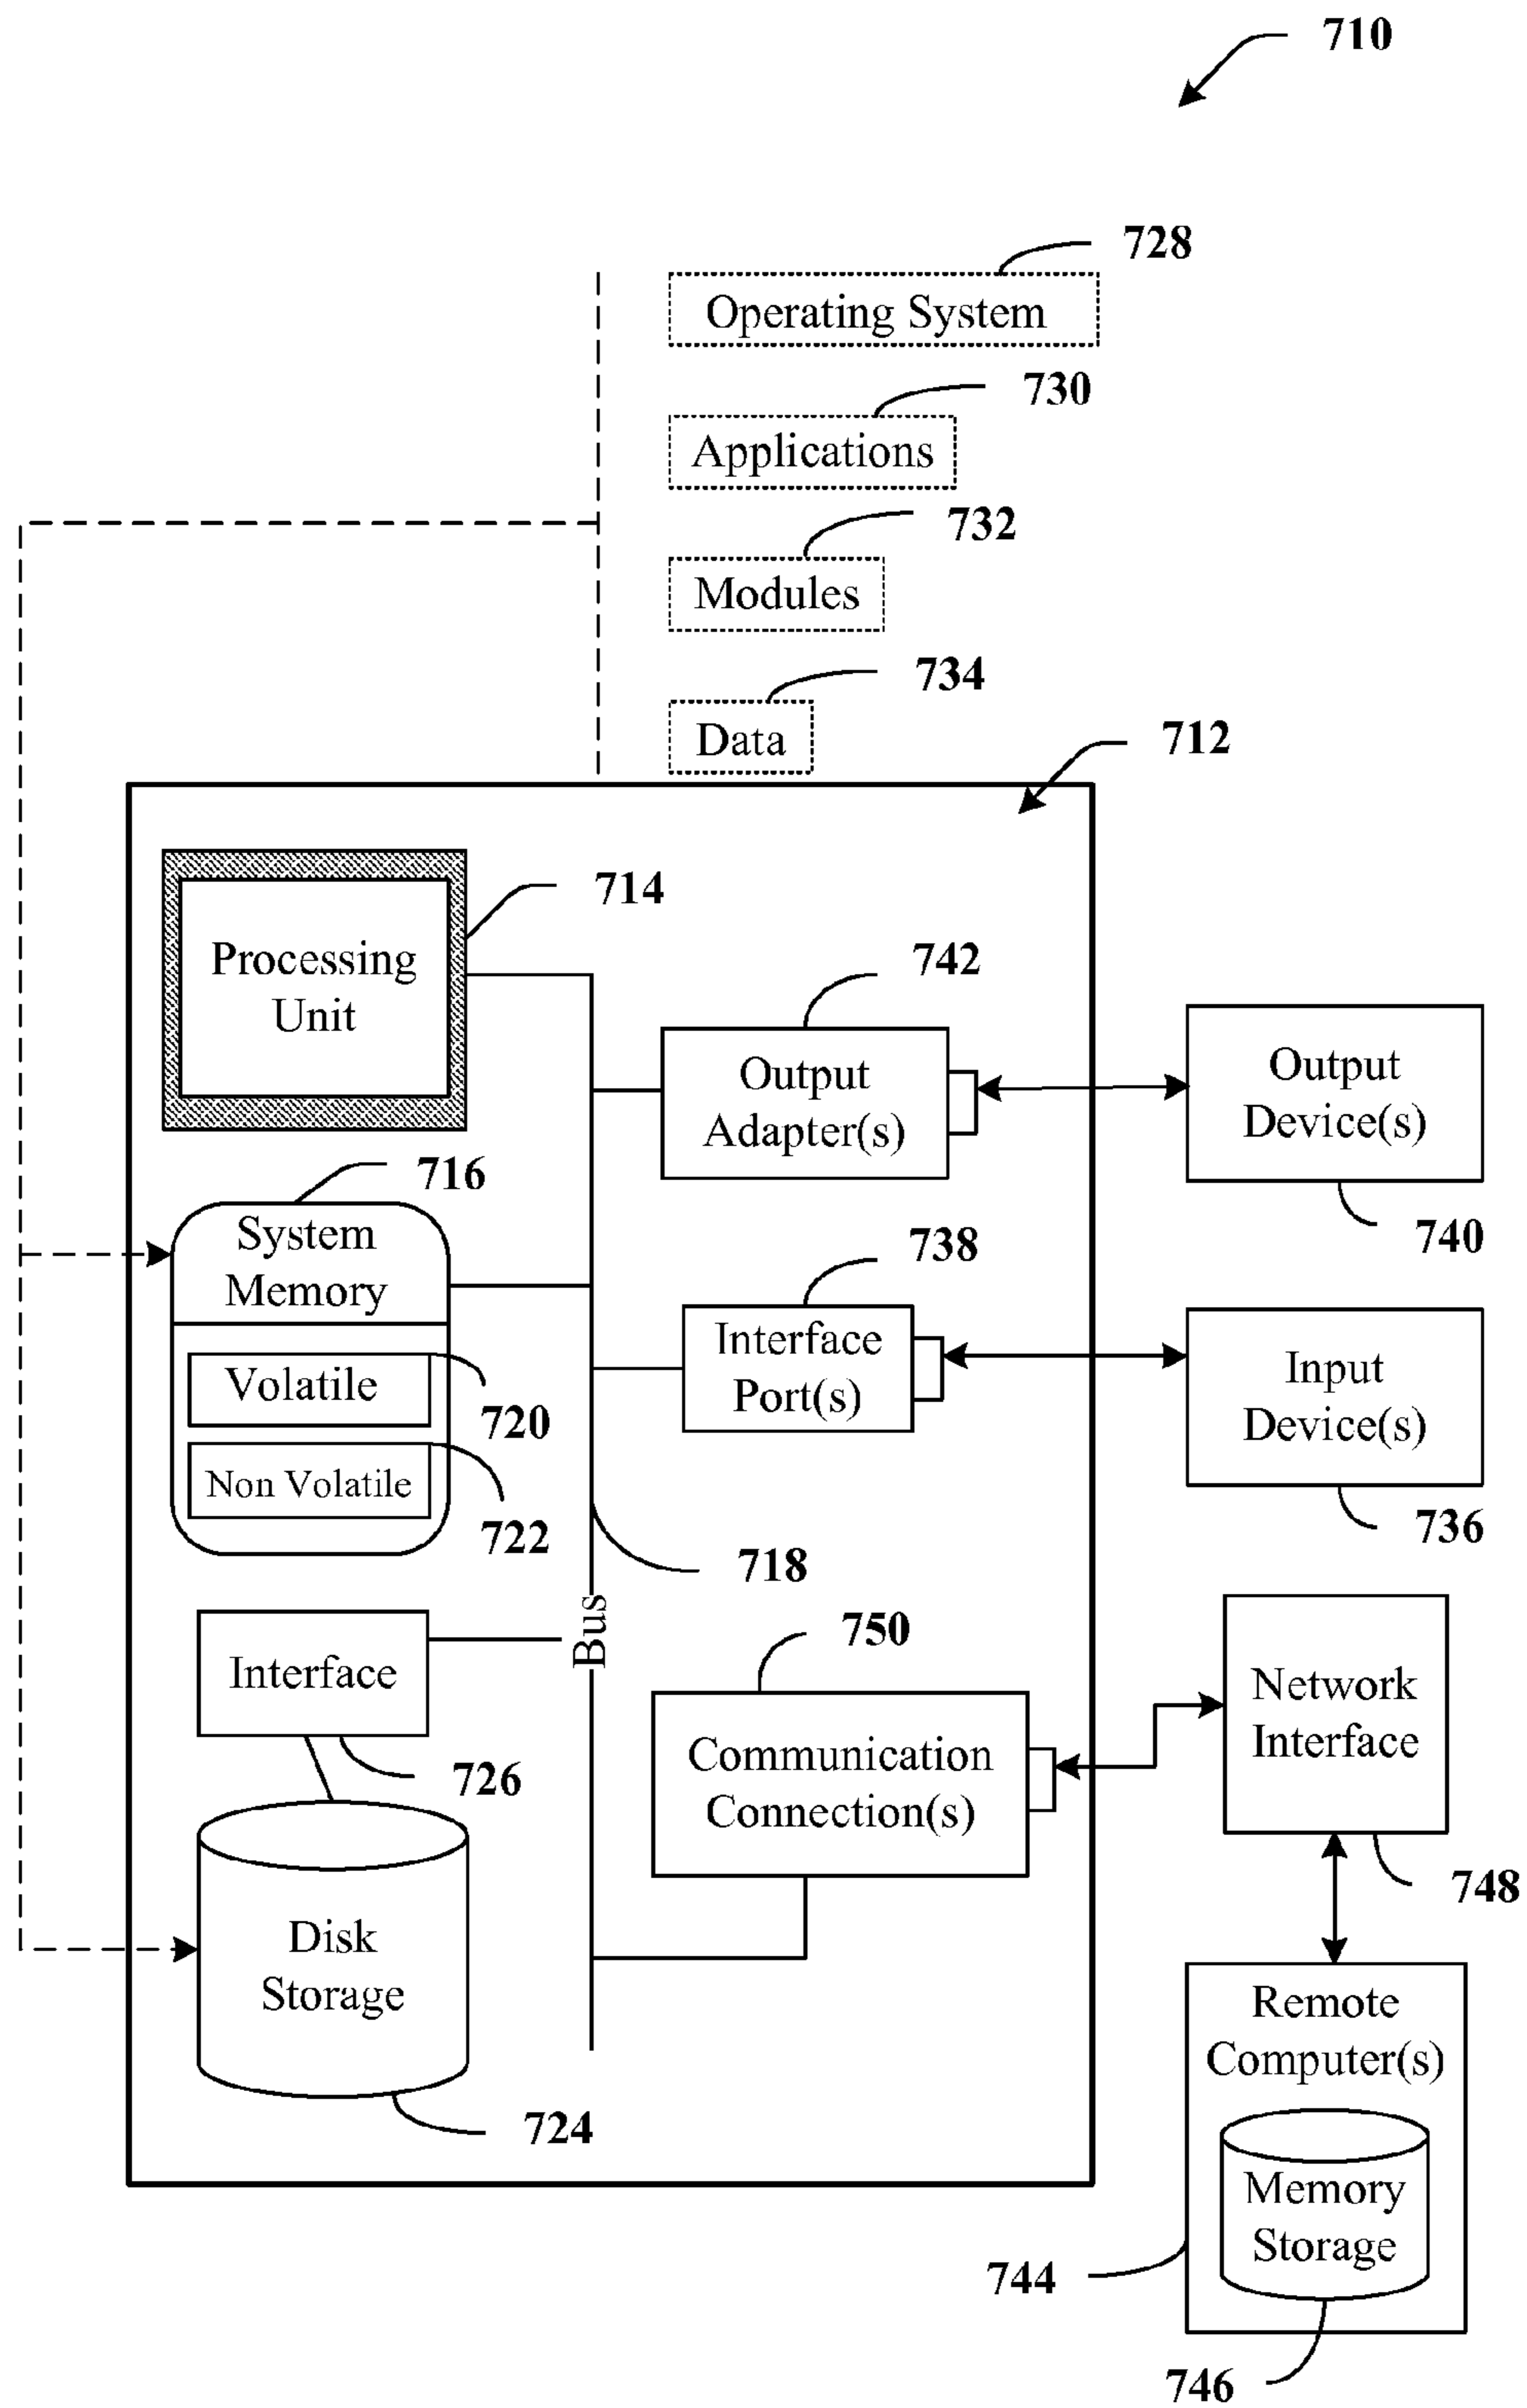 710
728
Operating System
730
Applications
732
Modules
734
Data
712
714
Processing
Unit
742
Output
Adapter(s)
Output
Device(s)
740
716
System
Memory
738
Interface
Port(s)
Input
Device(s)
736
Volatile
720
Non Volatile
722
718
Bus
750
Interface
726
Communication
Connection(s)
Network
Interface
748
Disk
Storage
724
Remote
Computer(s)
Memory
Storage
744
746